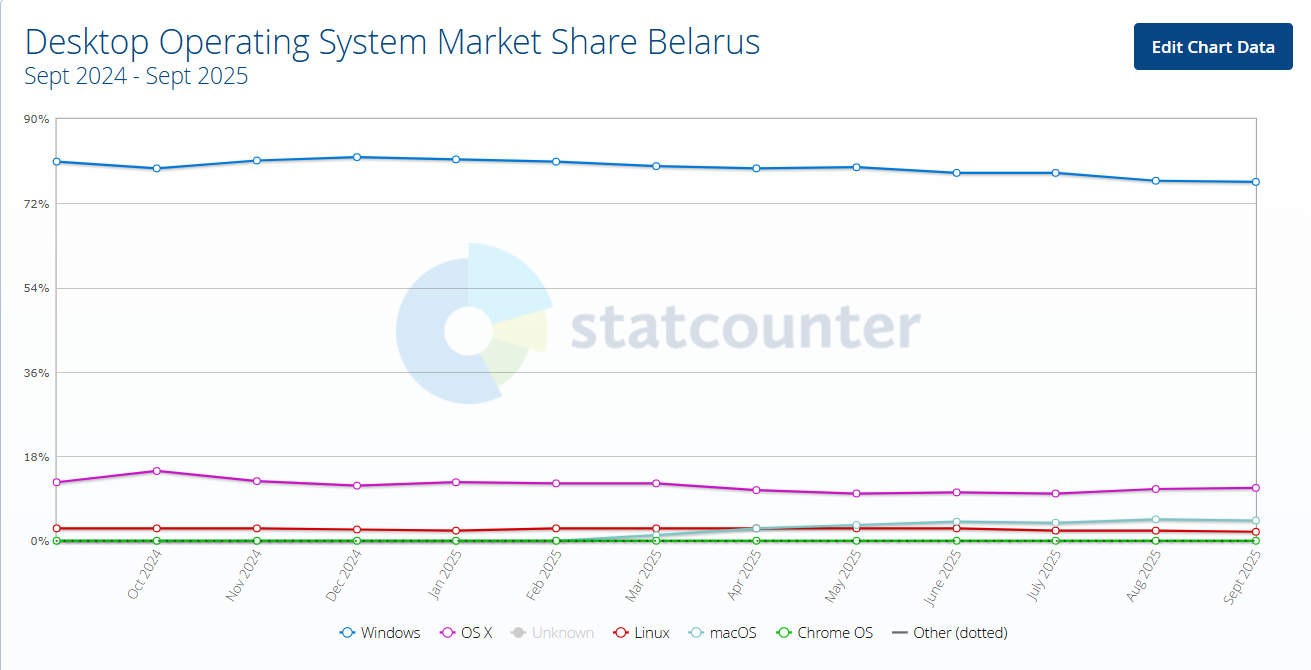 Desktop Operating System Market Share Belarus
Sept 2024 - Sept 2025
Edit Chart Data
90%
72%
54%
36%
18%
0%
statcounter
Oct 2024
Nov 2024
Dec 2024
Jan 2025
Feb 2025
Mar 2025
Apr 2025
May 2025
June 2025
July 2025
Aug 2025
Sept 2025
Windows OS X Unknown Linux macOS Chrome OS Other (dotted)